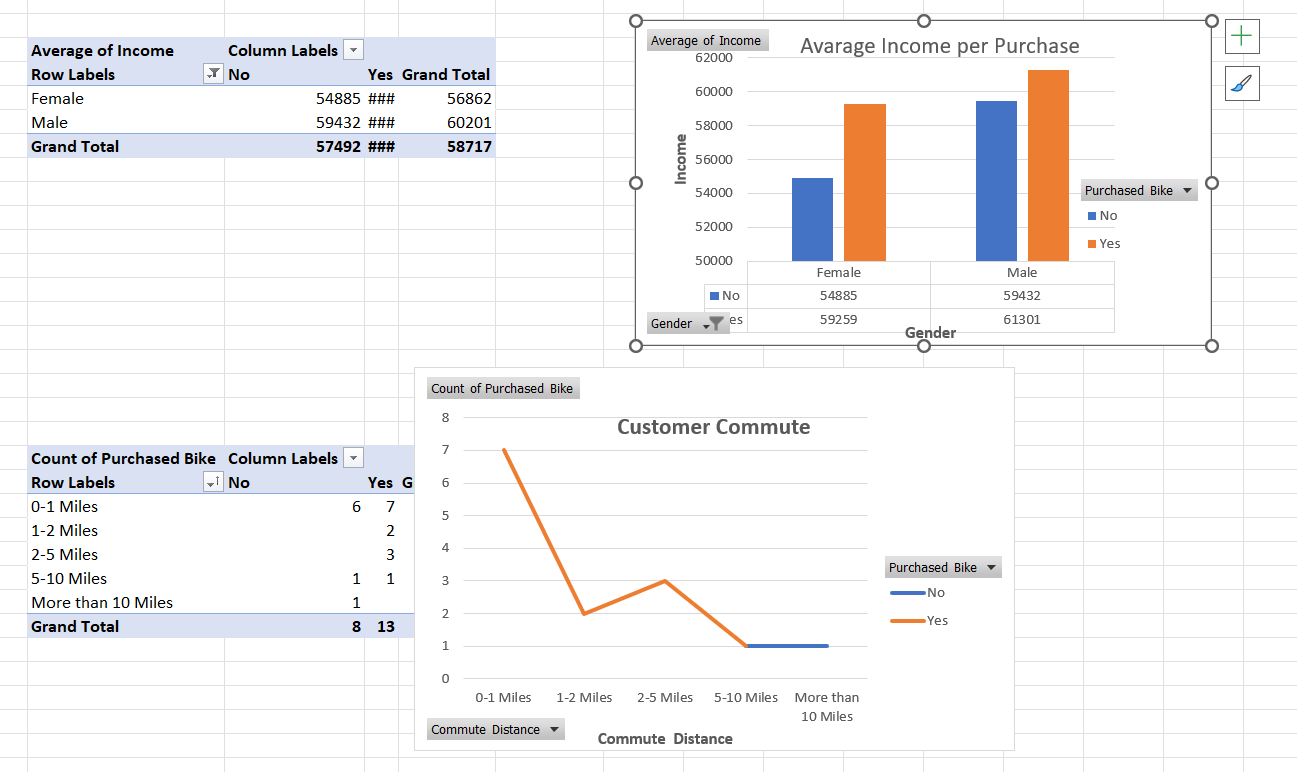 Average of Income Column Labels
Row Labels No Yes Grand Total
Female 54885 ### 56862
Male 59432 ### 60201
Grand Total 57492 ### 58717
Average of Income
Avarage Income per Purchase
62000
60000
58000
56000
54000
52000
50000
Income
Purchased Bike
No
Yes
Female Male
No 54885 59432
es 59259 61301
Gender
Gender
Count of Purchased Bike Column Labels
Row Labels No Yes G
0-1 Miles 6 7
1-2 Miles 2
2-5 Miles 3
5-10 Miles 1 1
More than 10 Miles 1
Grand Total 8 13
Count of Purchased Bike
Customer Commute
8
7
6
5
4
3
2
1
0
0-1 Miles 1-2 Miles 2-5 Miles 5-10 Miles More than
10 Miles
Purchased Bike
No
Yes
Commute Distance
Commute Distance